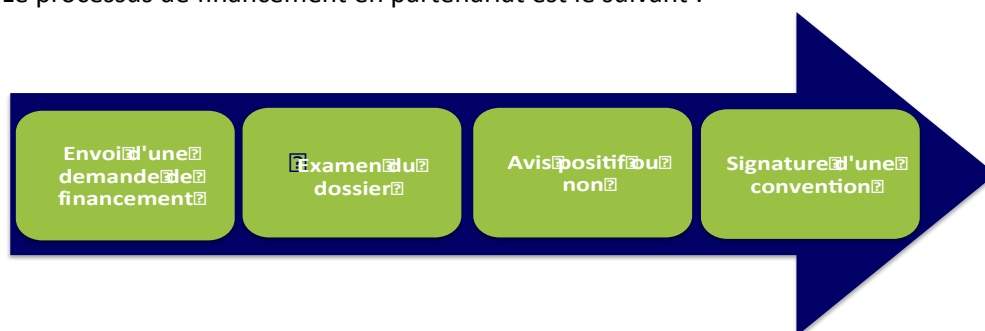 Le processus de financement en partenariat est le suivant :
Envoi d'une
demande de
financement
Examen du
dossier
Avis positif ou
non
Signature d'une
convention